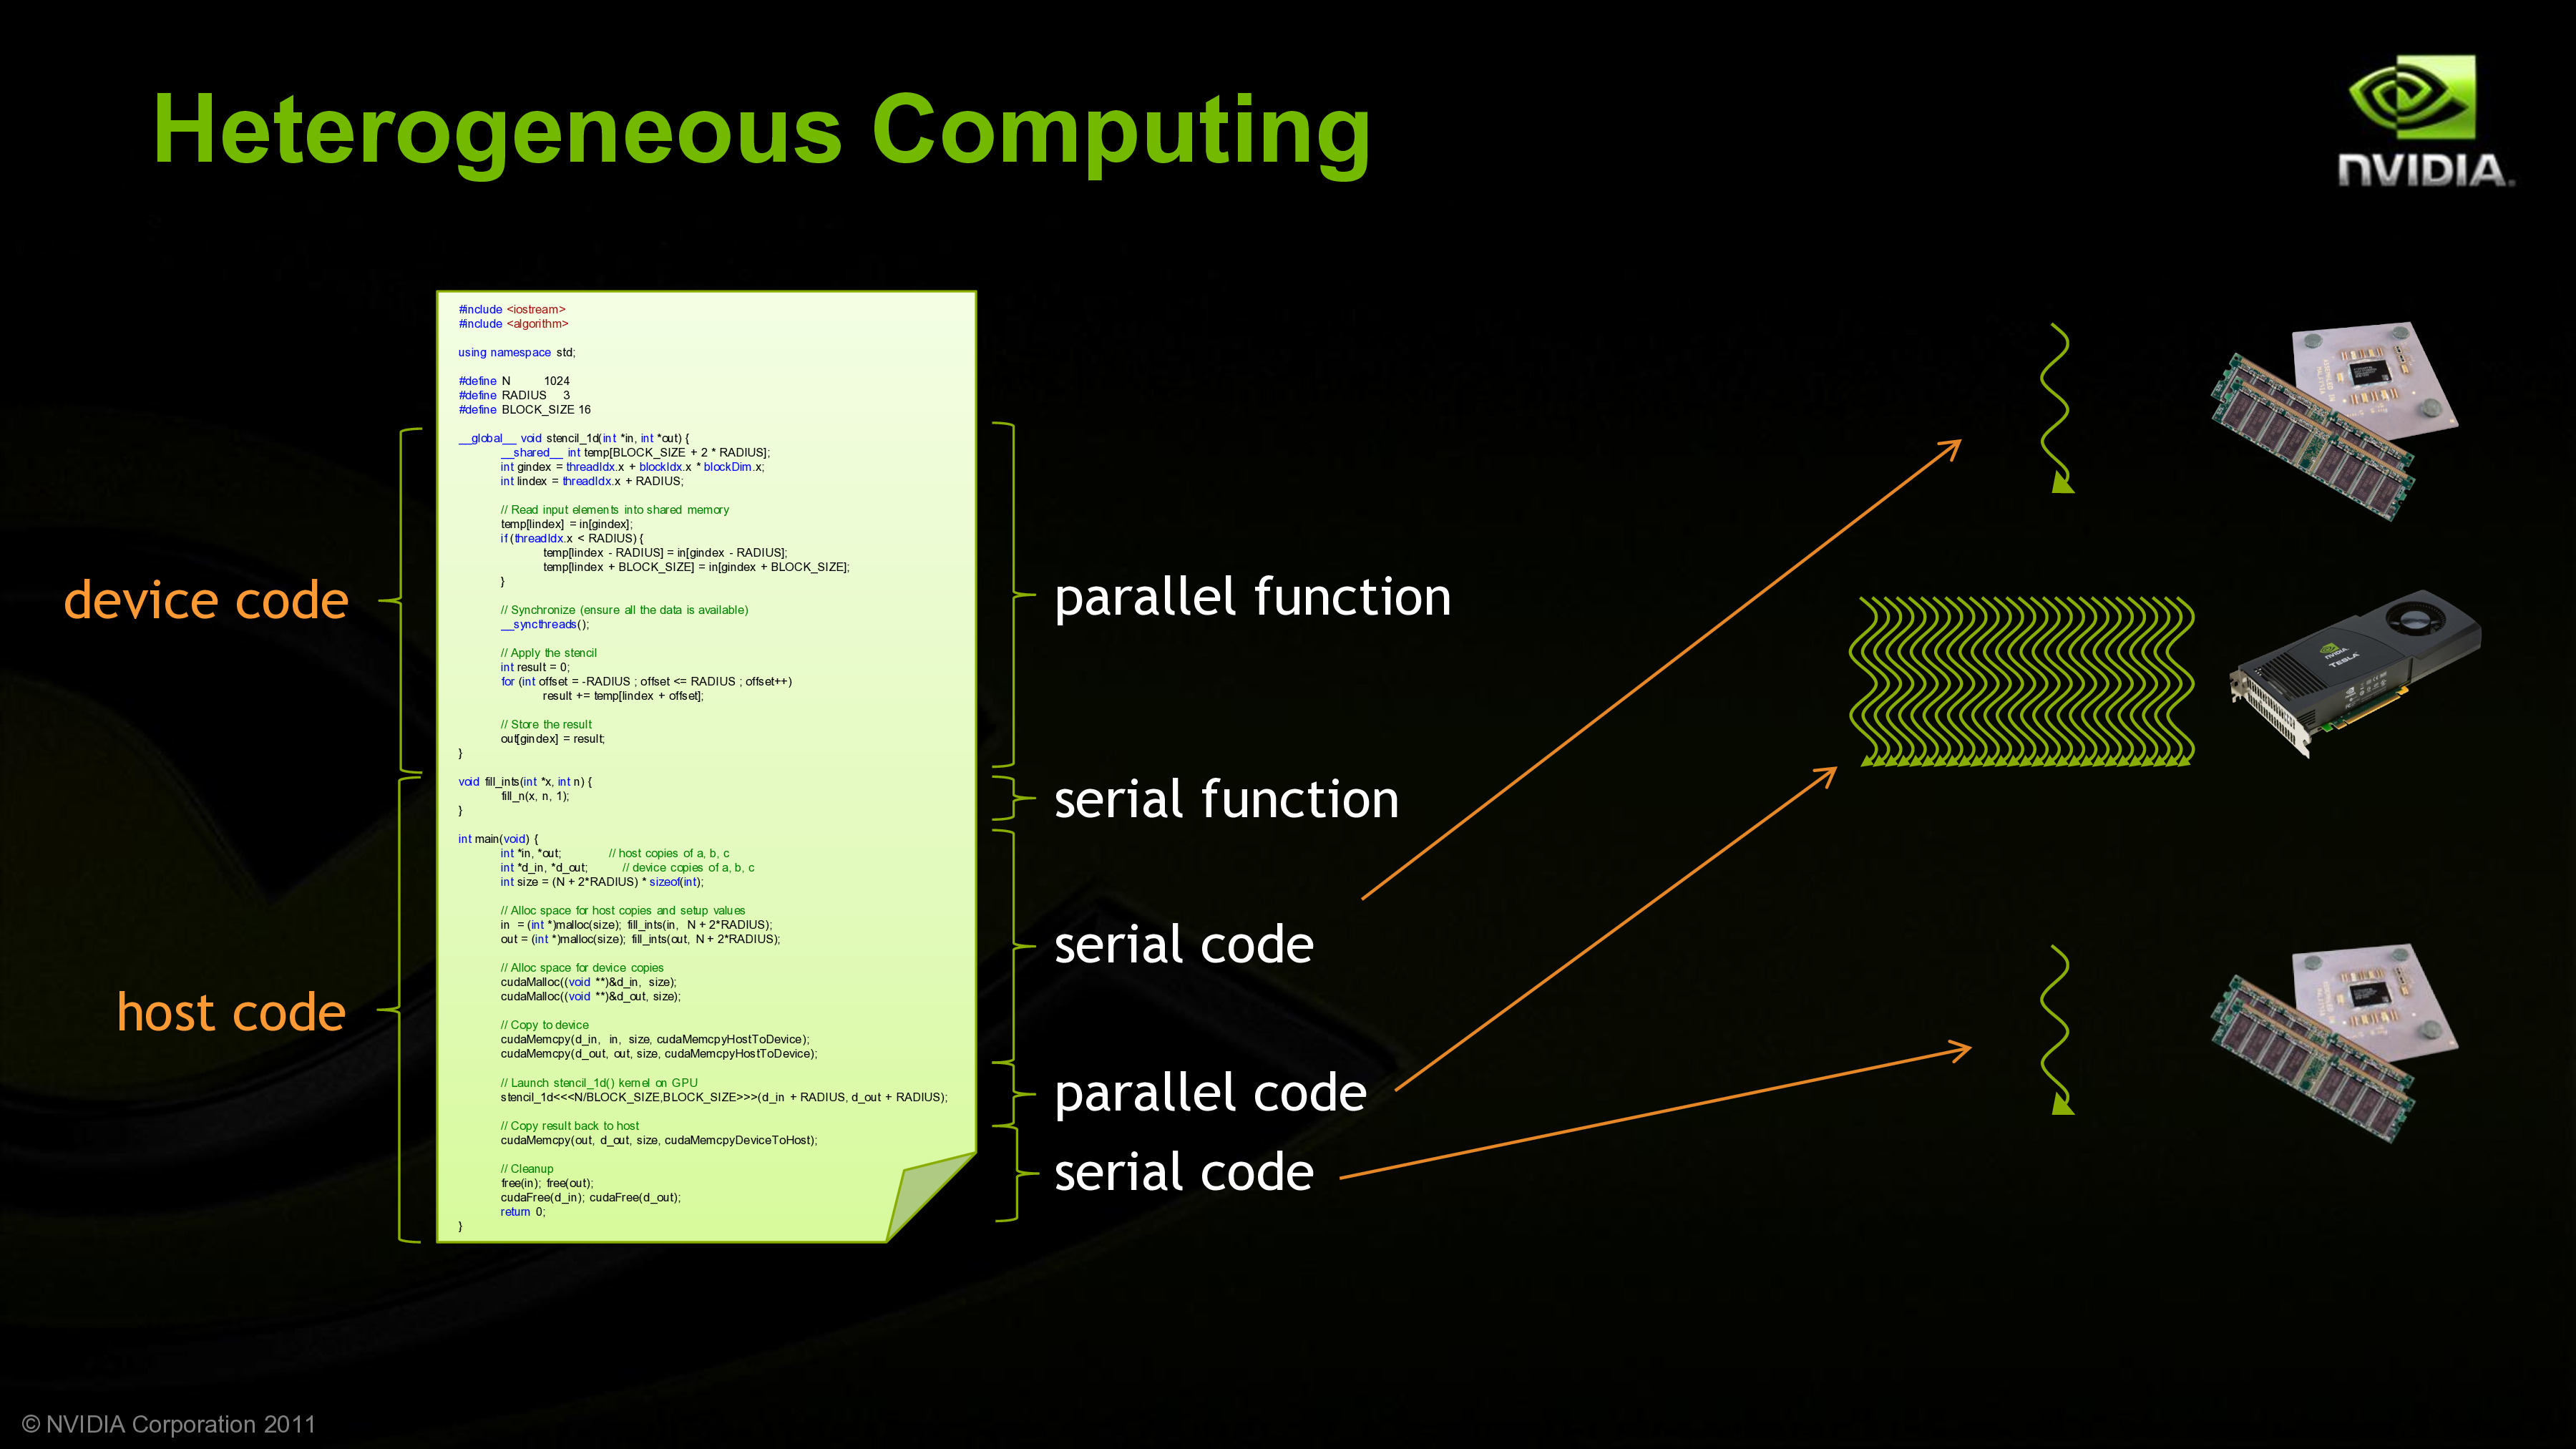 Heterogeneous Computing
NVIDIA.
#include <iostream>
#include <algorithm>
using namespace std;
#define N 1024
#define RADIUS 3
#define BLOCK_SIZE 16
__global__ void stencil_1d(int *in, int *out) {
__shared__ int temp[BLOCK_SIZE + 2 * RADIUS];
int gindex = threadIdx.x + blockIdx.x * blockDim.x;
int lindex = threadIdx.x + RADIUS;
// Read input elements into shared memory
temp[lindex] = in[gindex];
if (threadIdx.x < RADIUS) {
temp[lindex - RADIUS] = in[gindex - RADIUS];
temp[lindex + BLOCK_SIZE] = in[gindex + BLOCK_SIZE];
}
// Synchronize (ensure all the data is available)
__syncthreads();
// Apply the stencil
int result = 0;
for (int offset = -RADIUS ; offset <= RADIUS ; offset++)
result += temp[lindex + offset];
// Store the result
out[gindex] = result;
}
void fill_ints(int *x, int n) {
fill_n(x, n, 1);
}
int main(void) {
int *in, *out; // host copies of a, b, c
int *d_in, *d_out; // device copies of a, b, c
int size = (N + 2*RADIUS) * sizeof(int);
// Alloc space for host copies and setup values
in = (int *)malloc(size); fill_ints(in, N + 2*RADIUS);
out = (int *)malloc(size); fill_ints(out, N + 2*RADIUS);
// Alloc space for device copies
cudaMalloc((void **)&d_in, size);
cudaMalloc((void **)&d_out, size);
// Copy to device
cudaMemcpy(d_in, in, size, cudaMemcpyHostToDevice);
cudaMemcpy(d_out, out, size, cudaMemcpyHostToDevice);
// Launch stencil_1d() kernel on GPU
stencil_1d<<<N/BLOCK_SIZE,BLOCK_SIZE>>>(d_in + RADIUS, d_out + RADIUS);
// Copy result back to host
cudaMemcpy(out, d_out, size, cudaMemcpyDeviceToHost);
// Cleanup
free(in); free(out);
cudaFree(d_in); cudaFree(d_out);
return 0;
}
device code
host code
parallel function
serial function
serial code
parallel code
serial code
NVIDIA.
TESLA
© NVIDIA Corporation 2011